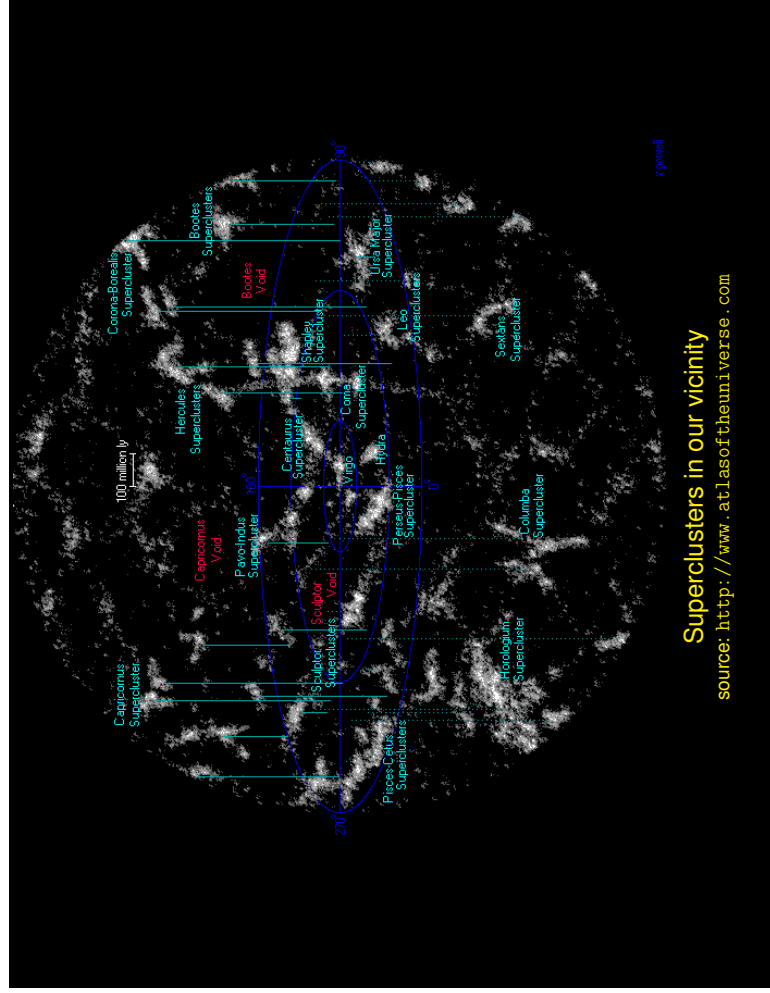 Corona-Borealis
Supercluster
Capricornus
Supercluster
100 million ly
Hercules
Superclusters
Bootes
Superclusters
Capricornus
Void
Pavo-Indus
Supercluster
Bootes
Void
180°
Centaurus
Supercluster
Shapley
Supercluster
Sculptor
Superclusters
Sculptor
Void
270°
Virgo
Coma
Supercluster
Ursa Major
Supercluster
Hydra
Pisces-Cetus
Superclusters
Perseus-Pisces
Supercluster
Leo
Superclusters
0°
Horologium
Supercluster
Columba
Supercluster
Sextans
Supercluster
r powell
Superclusters in our vicinity
source: http://www.atlasoftheuniverse.com